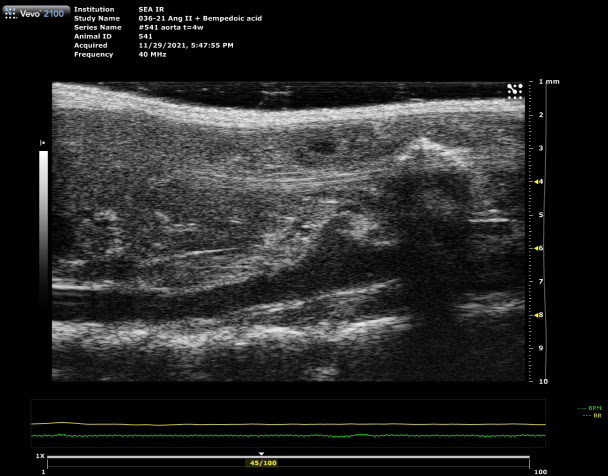 Vevo 2100
Institution SEA IR
Study Name 036-21 Ang II + Bempedoic acid
Series Name #541 aorta t=4w
Animal ID 541
Acquired 11/29/2021, 5:47:55 PM
Frequency 40 MHz
1 mm
2
3
4
5
6
7
8
9
10
BPM
RR
1X
45/100
1
100